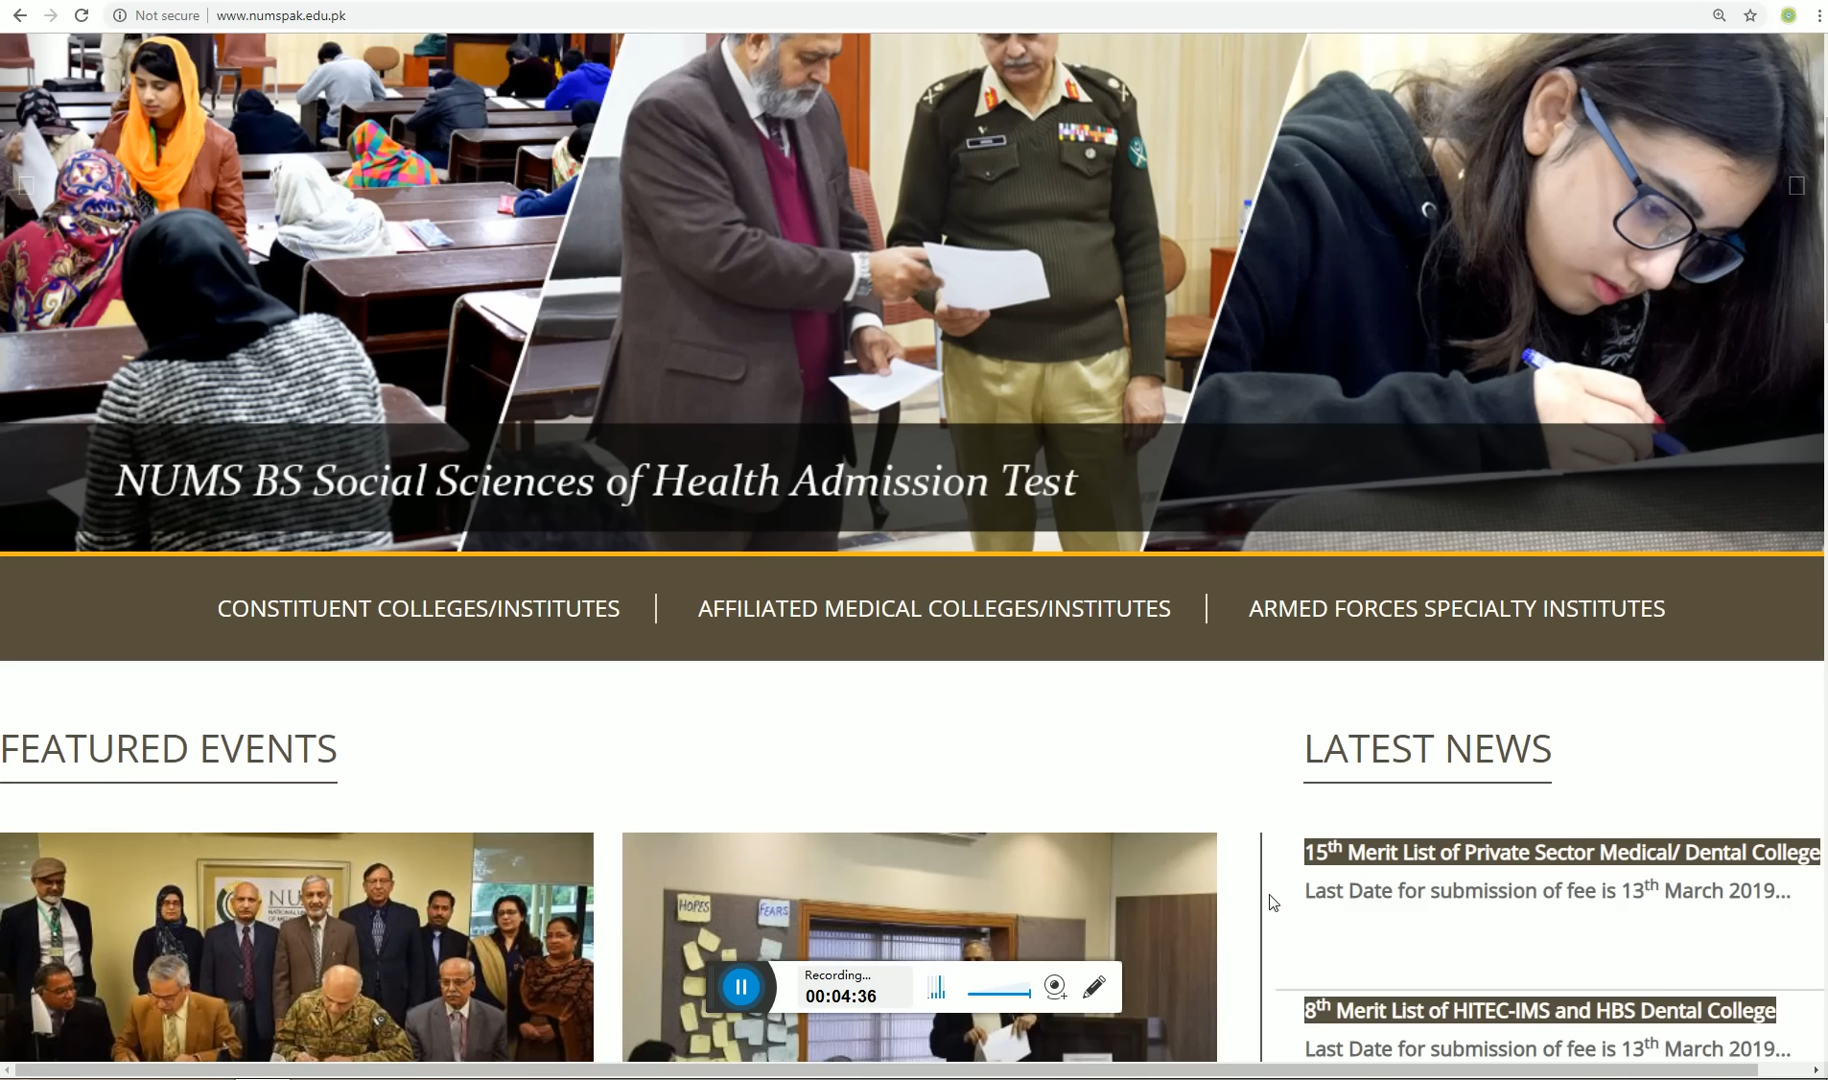 Not secure
www.numspak.edu.pk
NUMS BS Social Sciences of Health Admission Test
CONSTITUENT COLLEGES/INSTITUTES
AFFILIATED MEDICAL COLLEGES/INSTITUTES
ARMED FORCES SPECIALTY INSTITUTES
FEATURED EVENTS
LATEST NEWS
15th Merit List of Private Sector Medical/ Dental College
Last Date for submission of fee is 13th March 2019...
8th Merit List of HITEC-IMS and HBS Dental College
Last Date for submission of fee is 13th March 2019...
HOPES
FEARS
Recording...
00:04:36